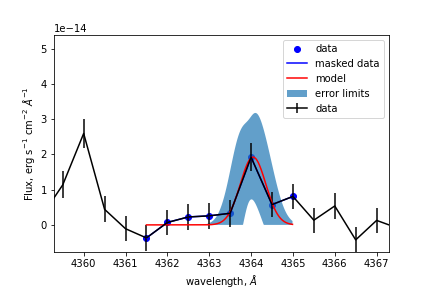 1e−14
data
masked data
model
error limits
data
5
4
3
2
1
0
Flux, erg s⁻¹ cm⁻² Å⁻¹
4360 4361 4362 4363 4364 4365 4366 4367
wavelength, Å